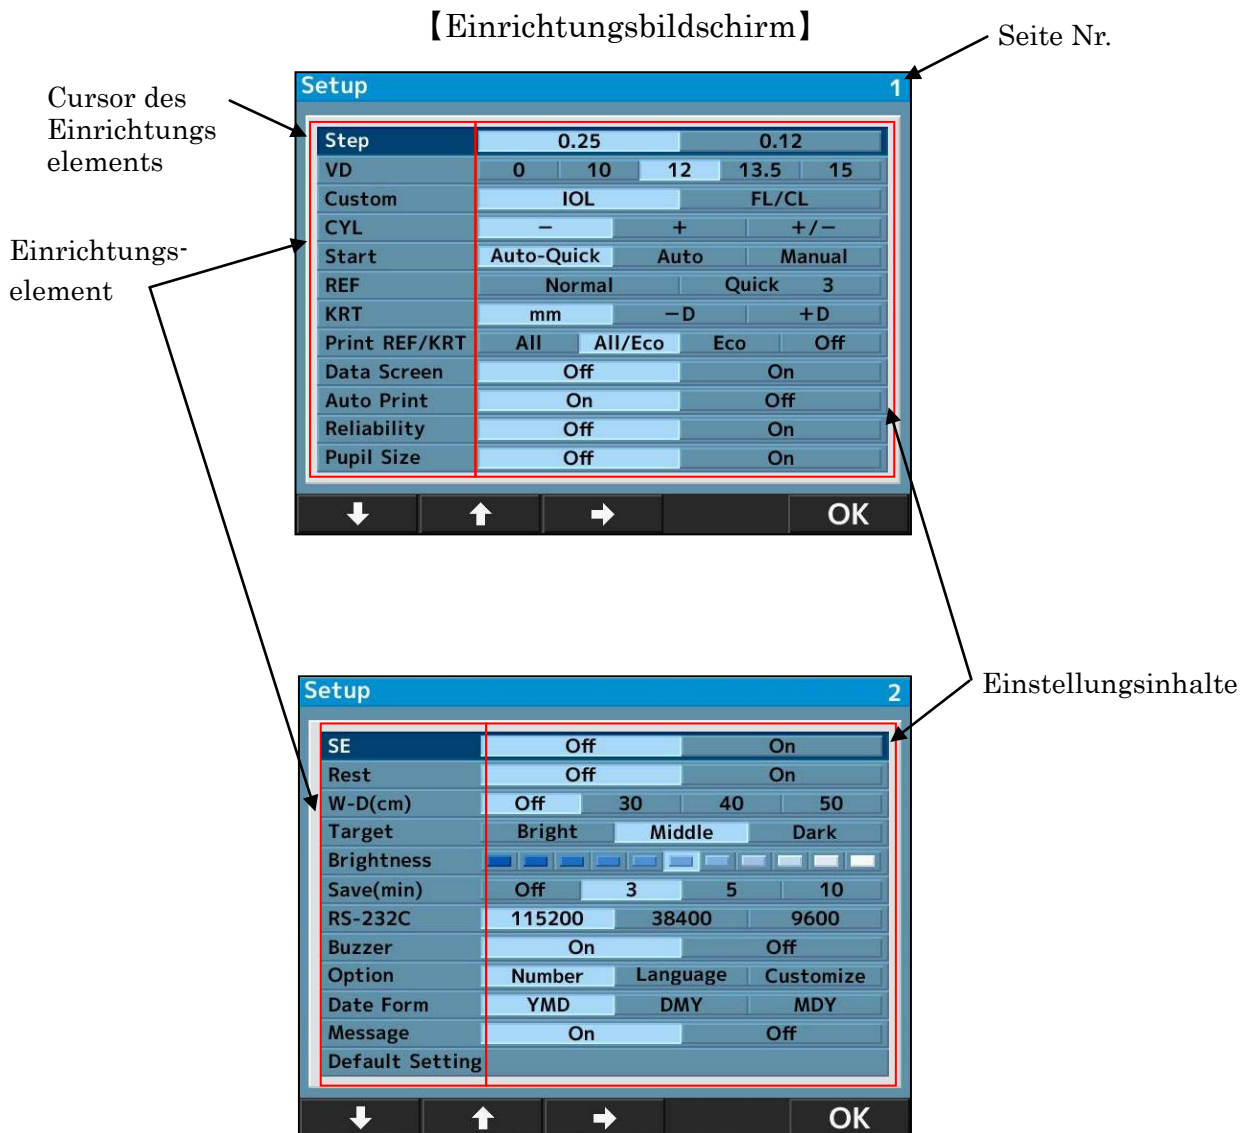 【Einrichtungsbildschirm】
Seite Nr.
Cursor des
Einrichtungs
elements
Einrichtungs-
element
Setup 1
Step 0.25 0.12
VD 0 10 12 13.5 15
Custom IOL FL/CL
CYL − + +/−
Start Auto-Quick Auto Manual
REF Normal Quick 3
KRT mm −D +D
Print REF/KRT All All/Eco Eco Off
Data Screen Off On
Auto Print On Off
Reliability Off On
Pupil Size Off On
OK
Einstellungsinhalte
Setup 2
SE Off On
Rest Off On
W-D(cm) Off 30 40 50
Target Bright Middle Dark
Brightness
Save(min) Off 3 5 10
RS-232C 115200 38400 9600
Buzzer On Off
Option Number Language Customize
Date Form YMD DMY MDY
Message On Off
Default Setting
OK